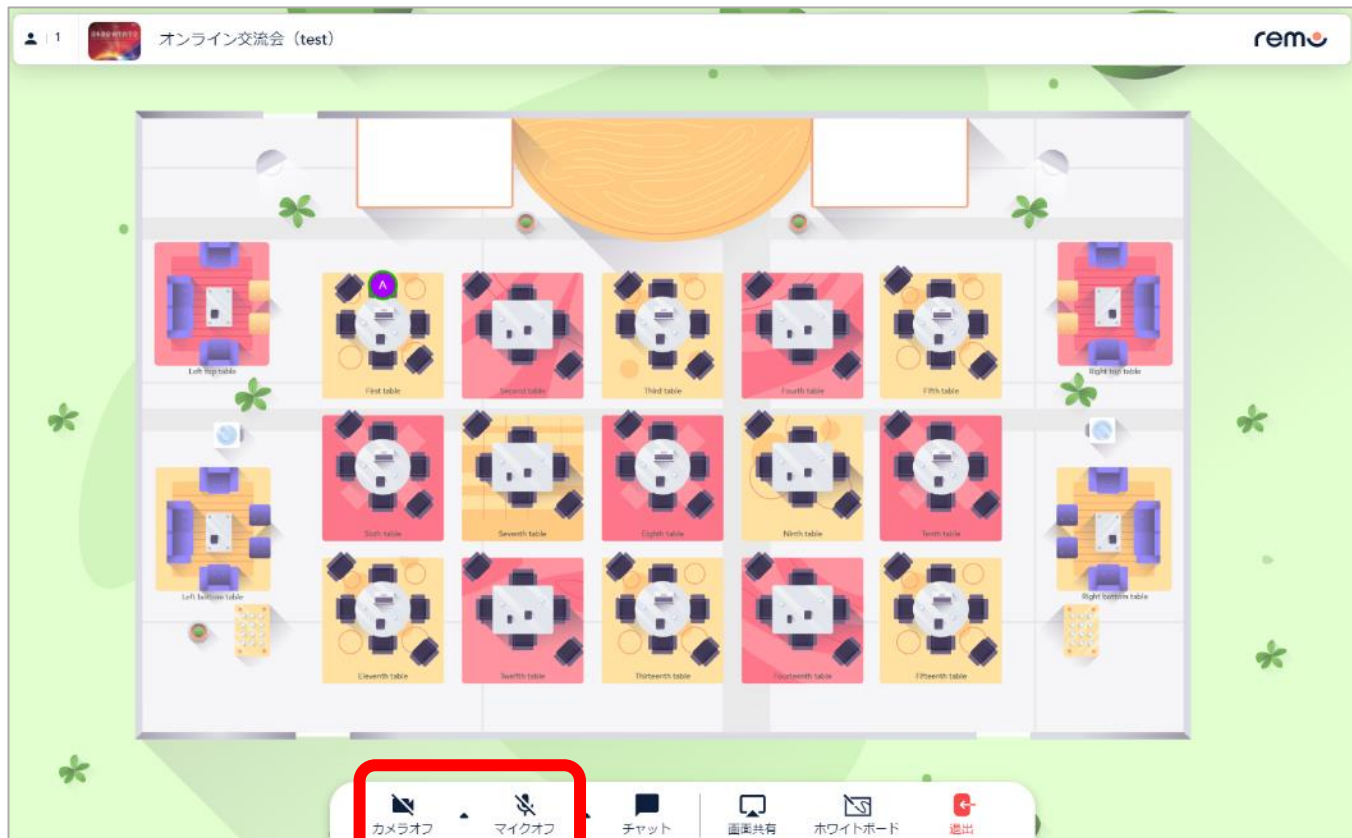 1
オンライン交流会（test）
remo
Left top table
First table
Second table
Third table
Fourth table
Fifth table
Right top table
Sixth table
Seventh table
Eighth table
Ninth table
Tenth table
Left bottom table
Right bottom table
Eleventh table
Twelfth table
Thirteenth table
Fourteenth table
Fifteenth table
カメラオフ
マイクオフ
チャット
画面共有
ホワイトボード
退出